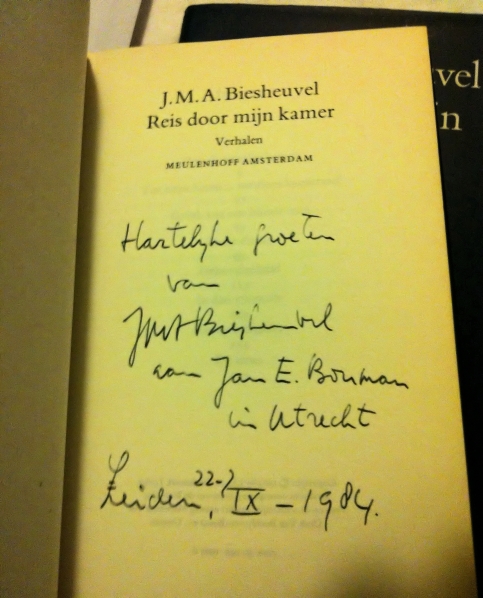 J.M.A. Biesheuvel
Reis door mijn kamer
Verhalen
MEULENHOFF AMSTERDAM
Hartelijke groeten
van
JMA Biesheuvel
aan Jan E. Bouman
in Utrecht
Leiden, 22-IX-1984.
vel
n